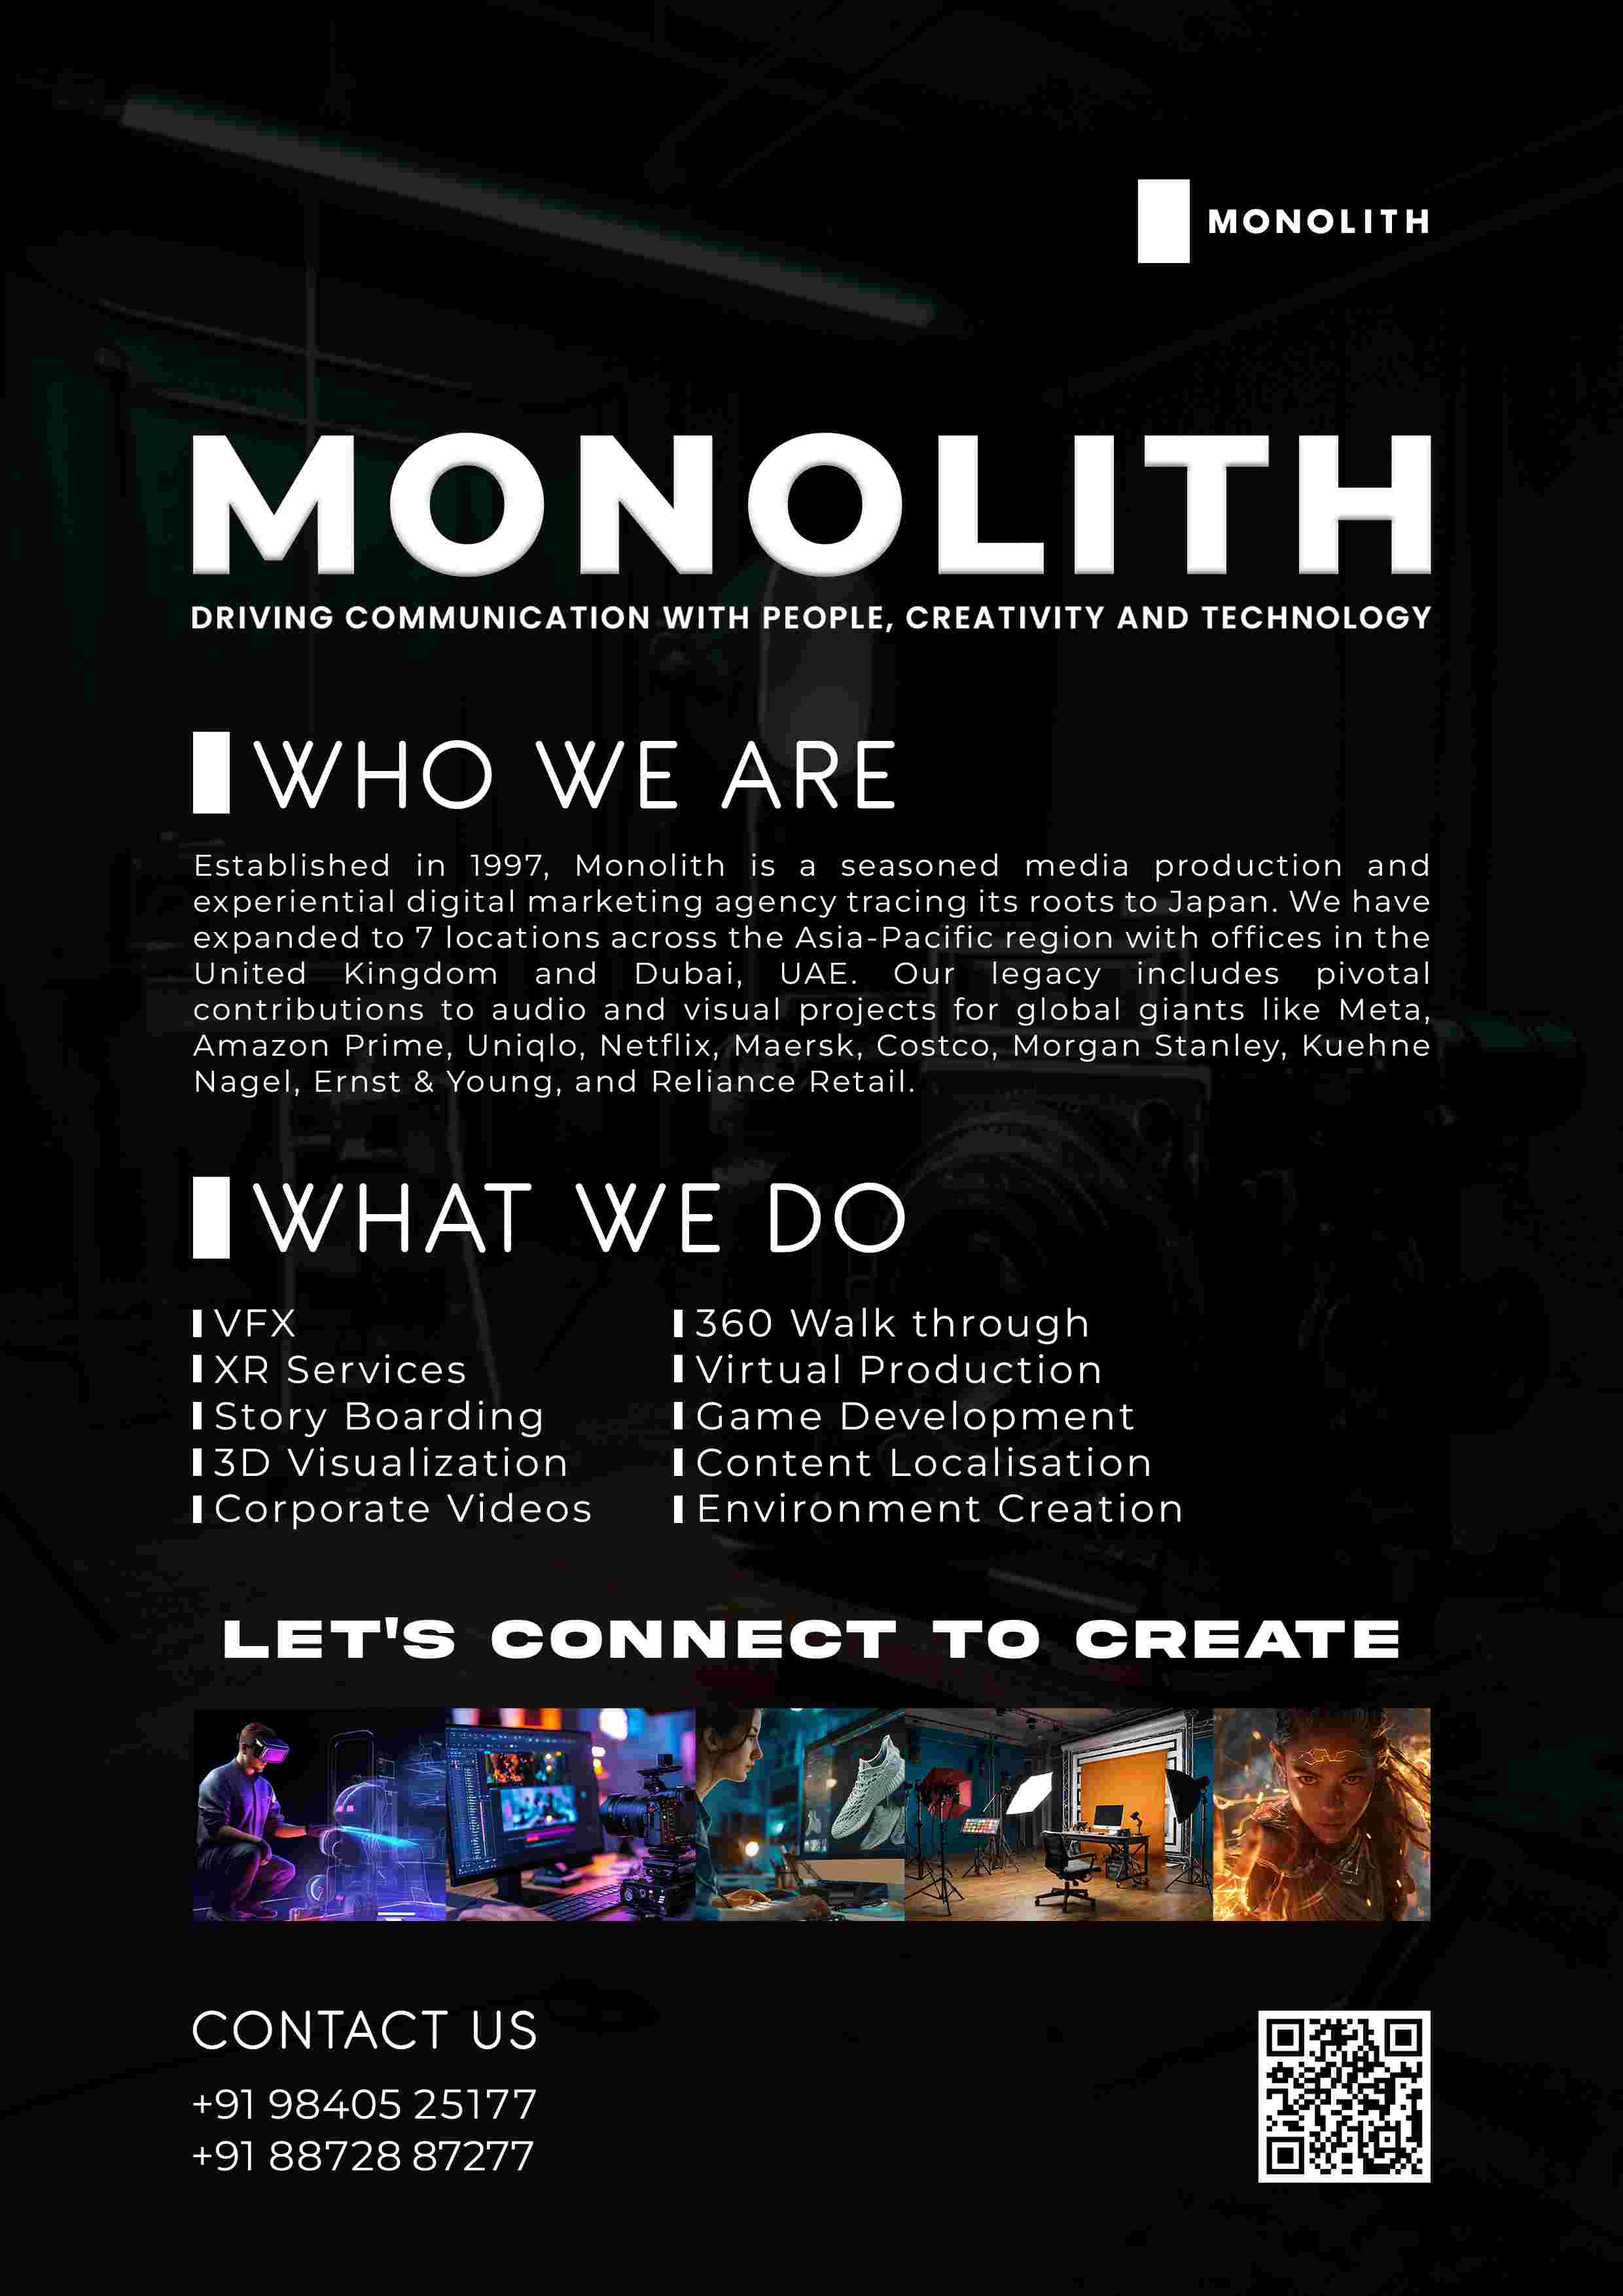 MONOLITH
MONOLITH
DRIVING COMMUNICATION WITH PEOPLE, CREATIVITY AND TECHNOLOGY
WHO WE ARE
Established in 1997, Monolith is a seasoned media production and
experiential digital marketing agency tracing its roots to Japan. We have
expanded to 7 locations across the Asia-Pacific region with offices in the
United Kingdom and Dubai, UAE. Our legacy includes pivotal
contributions to audio and visual projects for global giants like Meta,
Amazon Prime, Uniqlo, Netflix, Maersk, Costco, Morgan Stanley, Kuehne
Nagel, Ernst & Young, and Reliance Retail.
WHAT WE DO
VFX
XR Services
Story Boarding
3D Visualization
Corporate Videos
360 Walk through
Virtual Production
Game Development
Content Localisation
Environment Creation
LET'S CONNECT TO CREATE
CONTACT US
+91 98405 25177
+91 88728 87277